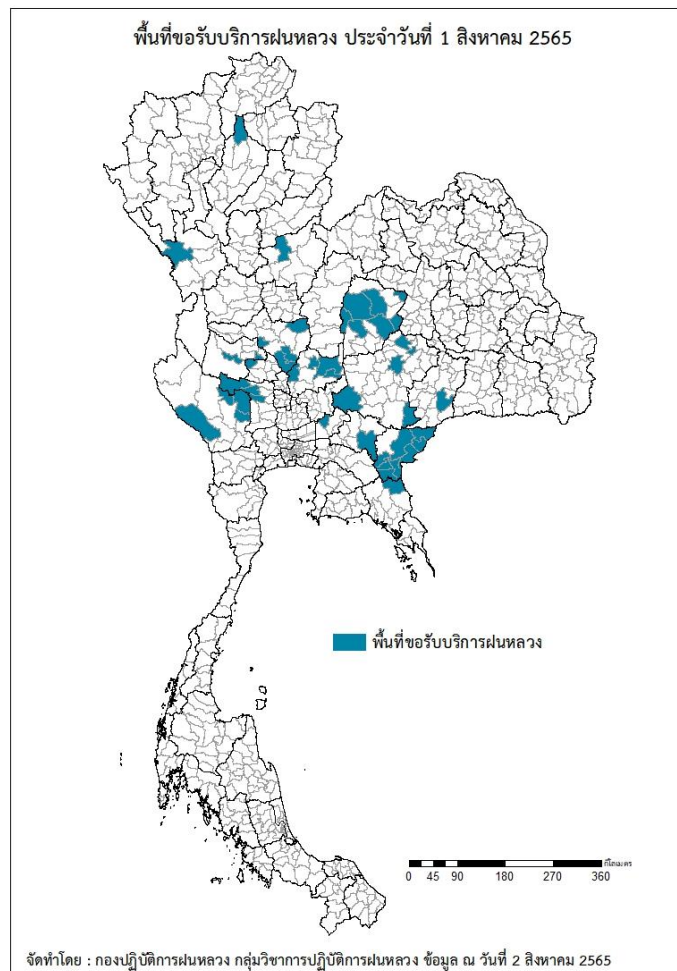 พื้นที่ขอรับบริการฝนหลวง ประจำวันที่ 1 สิงหาคม 2565
พื้นที่ขอรับบริการฝนหลวง
กิโลเมตร
0 45 90 180 270 360
จัดทำโดย : กองปฏิบัติการฝนหลวง กลุ่มวิชาการปฏิบัติการฝนหลวง ข้อมูล ณ วันที่ 2 สิงหาคม 2565